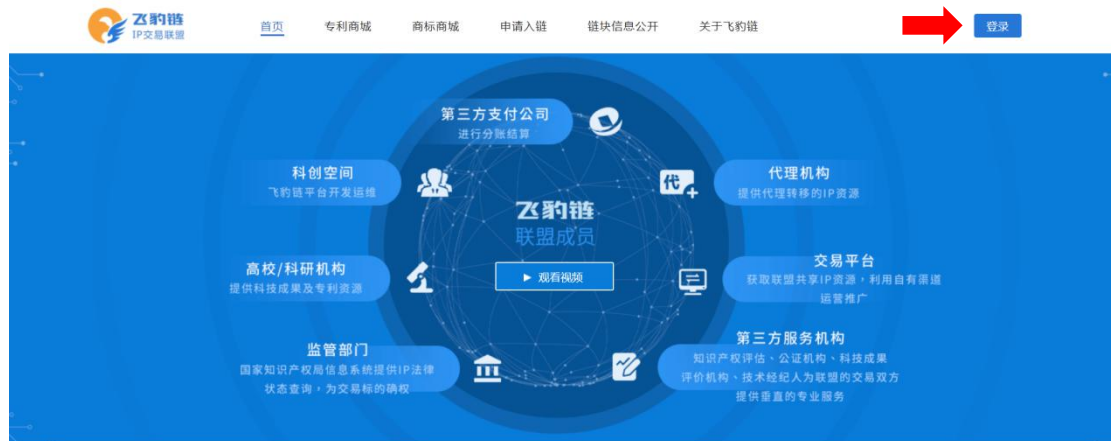 飞豹链
IP交易联盟
首页
专利商城
商标商城
申请入链
链块信息公开
关于飞豹链
登录
第三方支付公司
进行分账结算
科创空间
飞豹链平台开发运维
代
代理机构
提供代理转移的IP资源
飞豹链
联盟成员
观看视频
高校/科研机构
提供科技成果及专利资源
交易平台
获取联盟共享IP资源，利用自有渠道
运营推广
监管部门
国家知识产权局信息系统提供IP法律
状态查询，为交易标的确权
第三方服务机构
知识产权评估、公证机构、科技成果
评价机构、技术经纪人为联盟的交易双方
提供垂直的专业服务